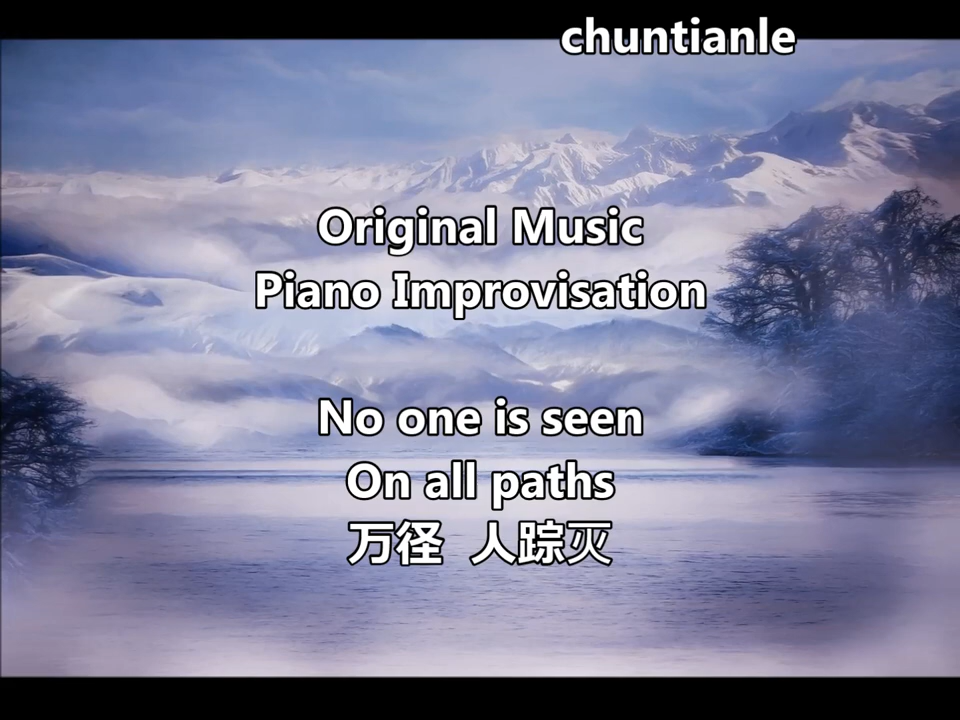 chuntianle
Original Music
Piano Improvisation
No one is seen
On all paths
万径 人踪灭